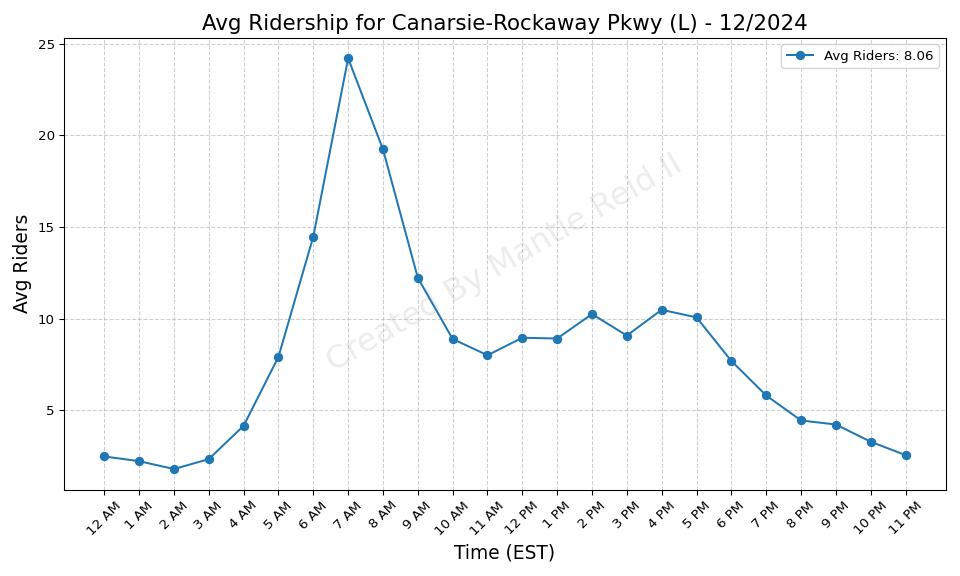 Avg Ridership for Canarsie-Rockaway Pkwy (L) - 12/2024
Avg Riders: 8.06
25
20
15
10
5
Avg Riders
Created By Mantie Reid II
12 AM
1 AM
2 AM
3 AM
4 AM
5 AM
6 AM
7 AM
8 AM
9 AM
10 AM
11 AM
12 PM
1 PM
2 PM
3 PM
4 PM
5 PM
6 PM
7 PM
8 PM
9 PM
10 PM
11 PM
Time (EST)